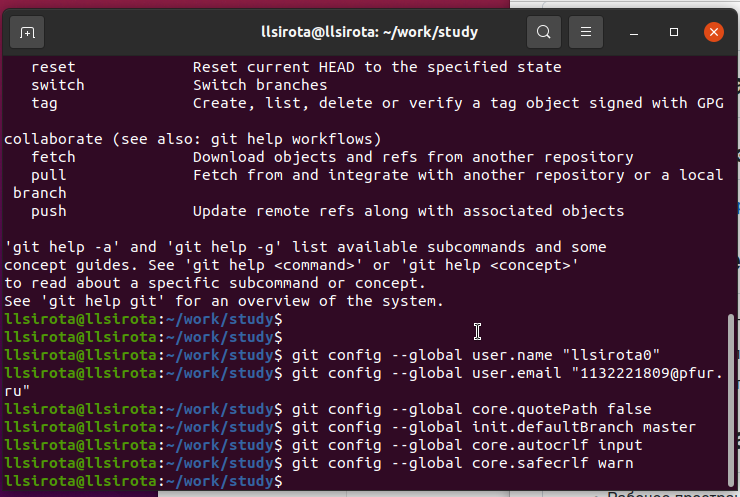 llsirota@llsirota: ~/work/study
reset Reset current HEAD to the specified state
switch Switch branches
tag Create, list, delete or verify a tag object signed with GPG
collaborate (see also: git help workflows)
fetch Download objects and refs from another repository
pull Fetch from and integrate with another repository or a local
branch
push Update remote refs along with associated objects
'git help -a' and 'git help -g' list available subcommands and some
concept guides. See 'git help <command>' or 'git help <concept>'
to read about a specific subcommand or concept.
See 'git help git' for an overview of the system.
llsirota@llsirota:~/work/study$
llsirota@llsirota:~/work/study$
llsirota@llsirota:~/work/study$ git config --global user.name "llsirota0"
llsirota@llsirota:~/work/study$ git config --global user.email "1132221809@pfur.
ru"
llsirota@llsirota:~/work/study$ git config --global core.quotePath false
llsirota@llsirota:~/work/study$ git config --global init.defaultBranch master
llsirota@llsirota:~/work/study$ git config --global core.autocrlf input
llsirota@llsirota:~/work/study$ git config --global core.safecrlf warn
llsirota@llsirota:~/work/study$